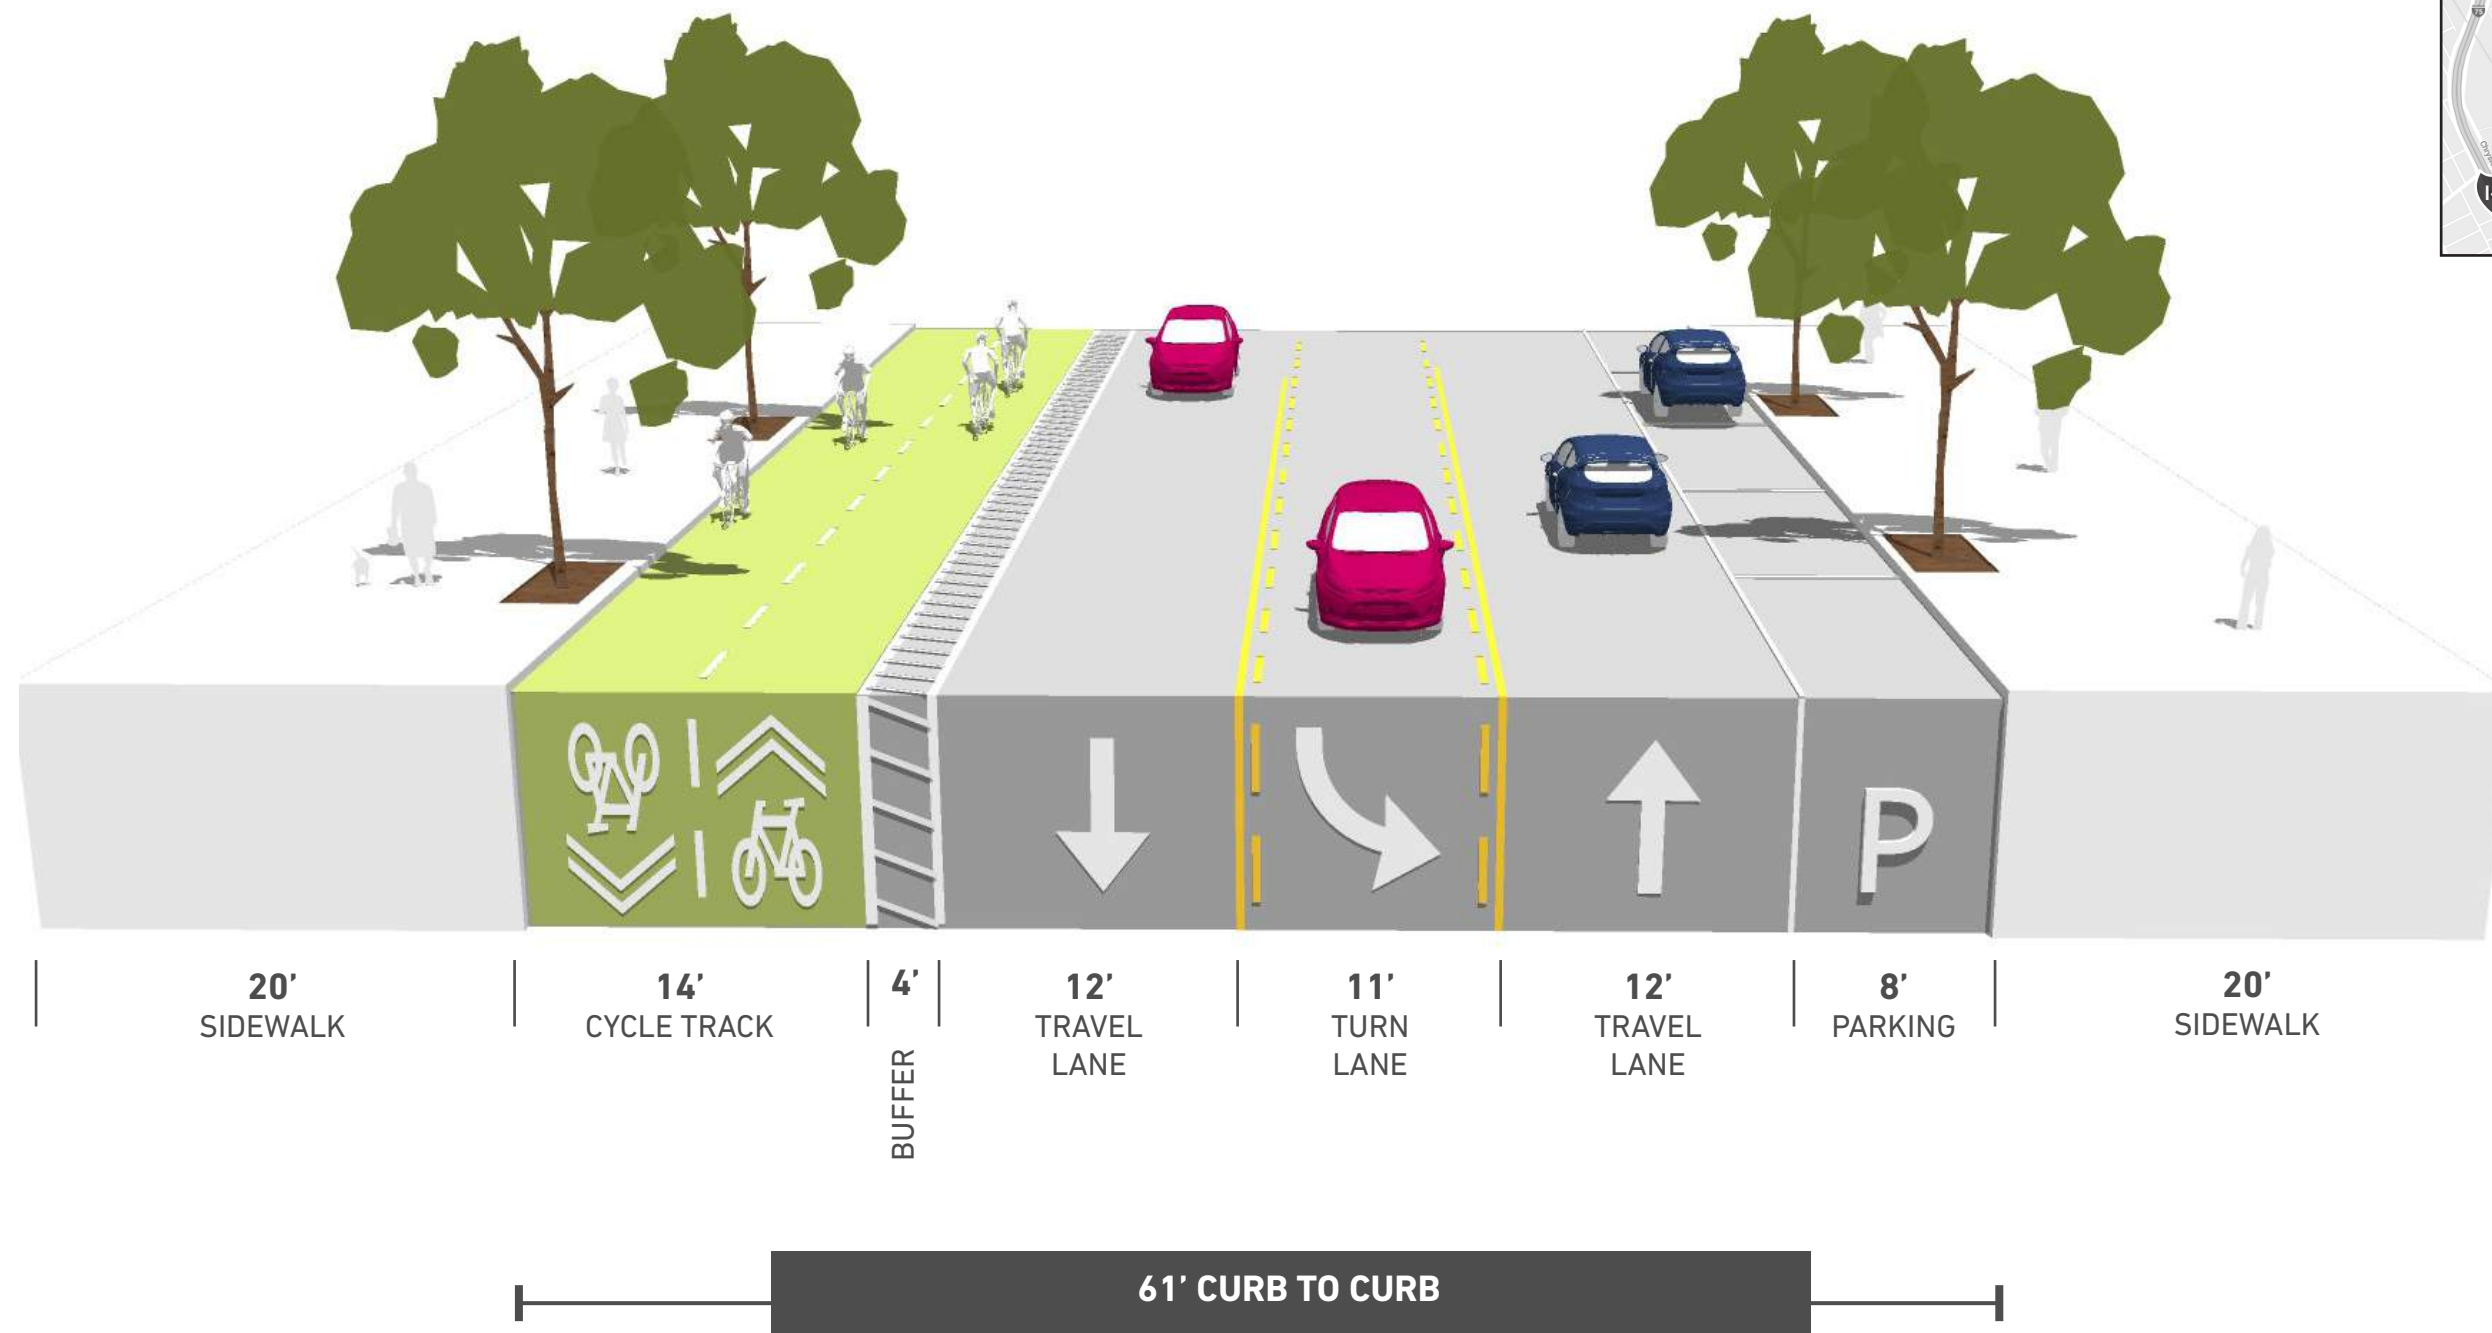 75
20’
SIDEWALK
14’
CYCLE TRACK
4’
BUFFER
12’
TRAVEL
LANE
11’
TURN
LANE
12’
TRAVEL
LANE
8’
PARKING
20’
SIDEWALK
P
61’ CURB TO CURB